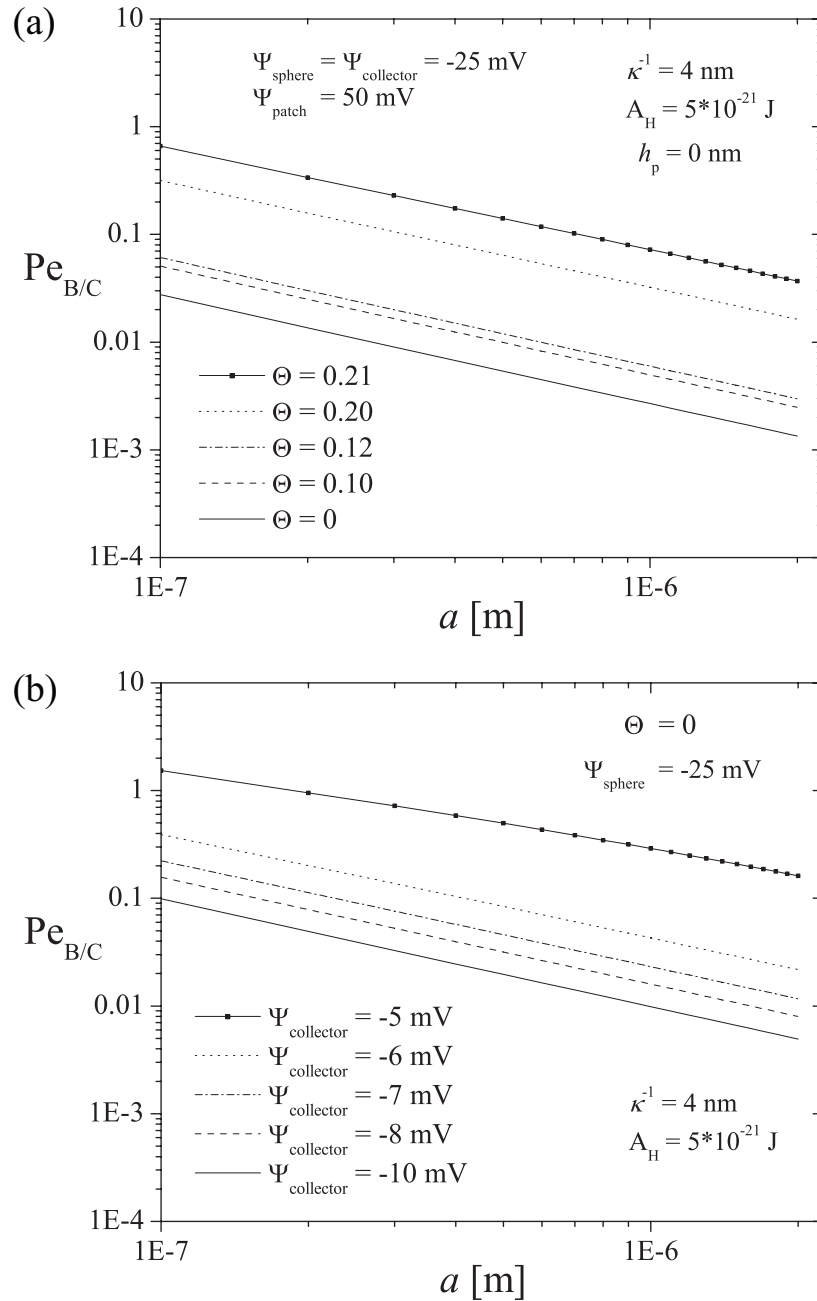 (a)
10
Ψsphere = Ψcollector = -25 mV
Ψpatch = 50 mV
κ-1 = 4 nm
AH = 5*10-21 J
hp = 0 nm
1
0.1
PeB/C
0.01
1E-3
1E-4
Θ = 0.21
Θ = 0.20
Θ = 0.12
Θ = 0.10
Θ = 0
1E-7
1E-6
a [m]
(b)
10
Θ = 0
Ψsphere = -25 mV
1
0.1
PeB/C
0.01
1E-3
1E-4
Ψcollector = -5 mV
Ψcollector = -6 mV
Ψcollector = -7 mV
Ψcollector = -8 mV
Ψcollector = -10 mV
κ-1 = 4 nm
AH = 5*10-21 J
1E-7
1E-6
a [m]